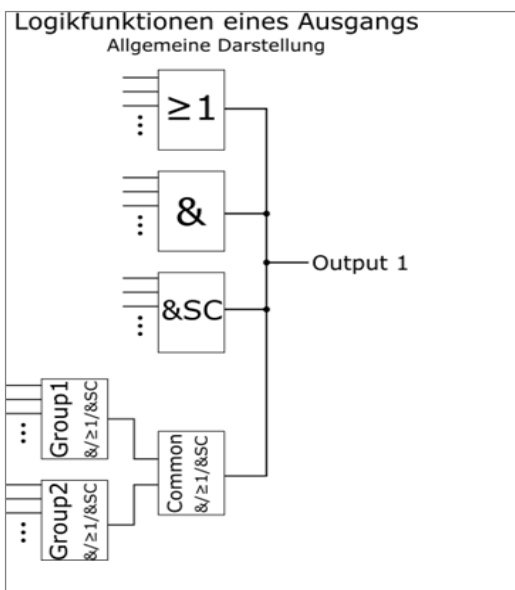 Logikfunktionen eines Ausgangs
Allgemeine Darstellung
≥1
&
Output 1
&SC
Group1
&/≥1/&SC
Common
&/≥1/&SC
Group2
&/≥1/&SC